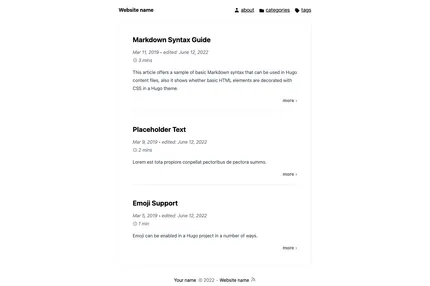 Website name
about categories tags
Markdown Syntax Guide
Mar 11, 2019 • edited: June 12, 2022
3 mins
This article offers a sample of basic Markdown syntax that can be used in Hugo
content files, also it shows whether basic HTML elements are decorated with
CSS in a Hugo theme.
more ›
Placeholder Text
Mar 9, 2019 • edited: June 12, 2022
2 mins
Lorem est tota propiore conpellat pectoribus de pectora summo.
more ›
Emoji Support
Mar 5, 2019 • edited: June 12, 2022
1 min
Emoji can be enabled in a Hugo project in a number of ways.
more ›
Your name © 2022 - Website name